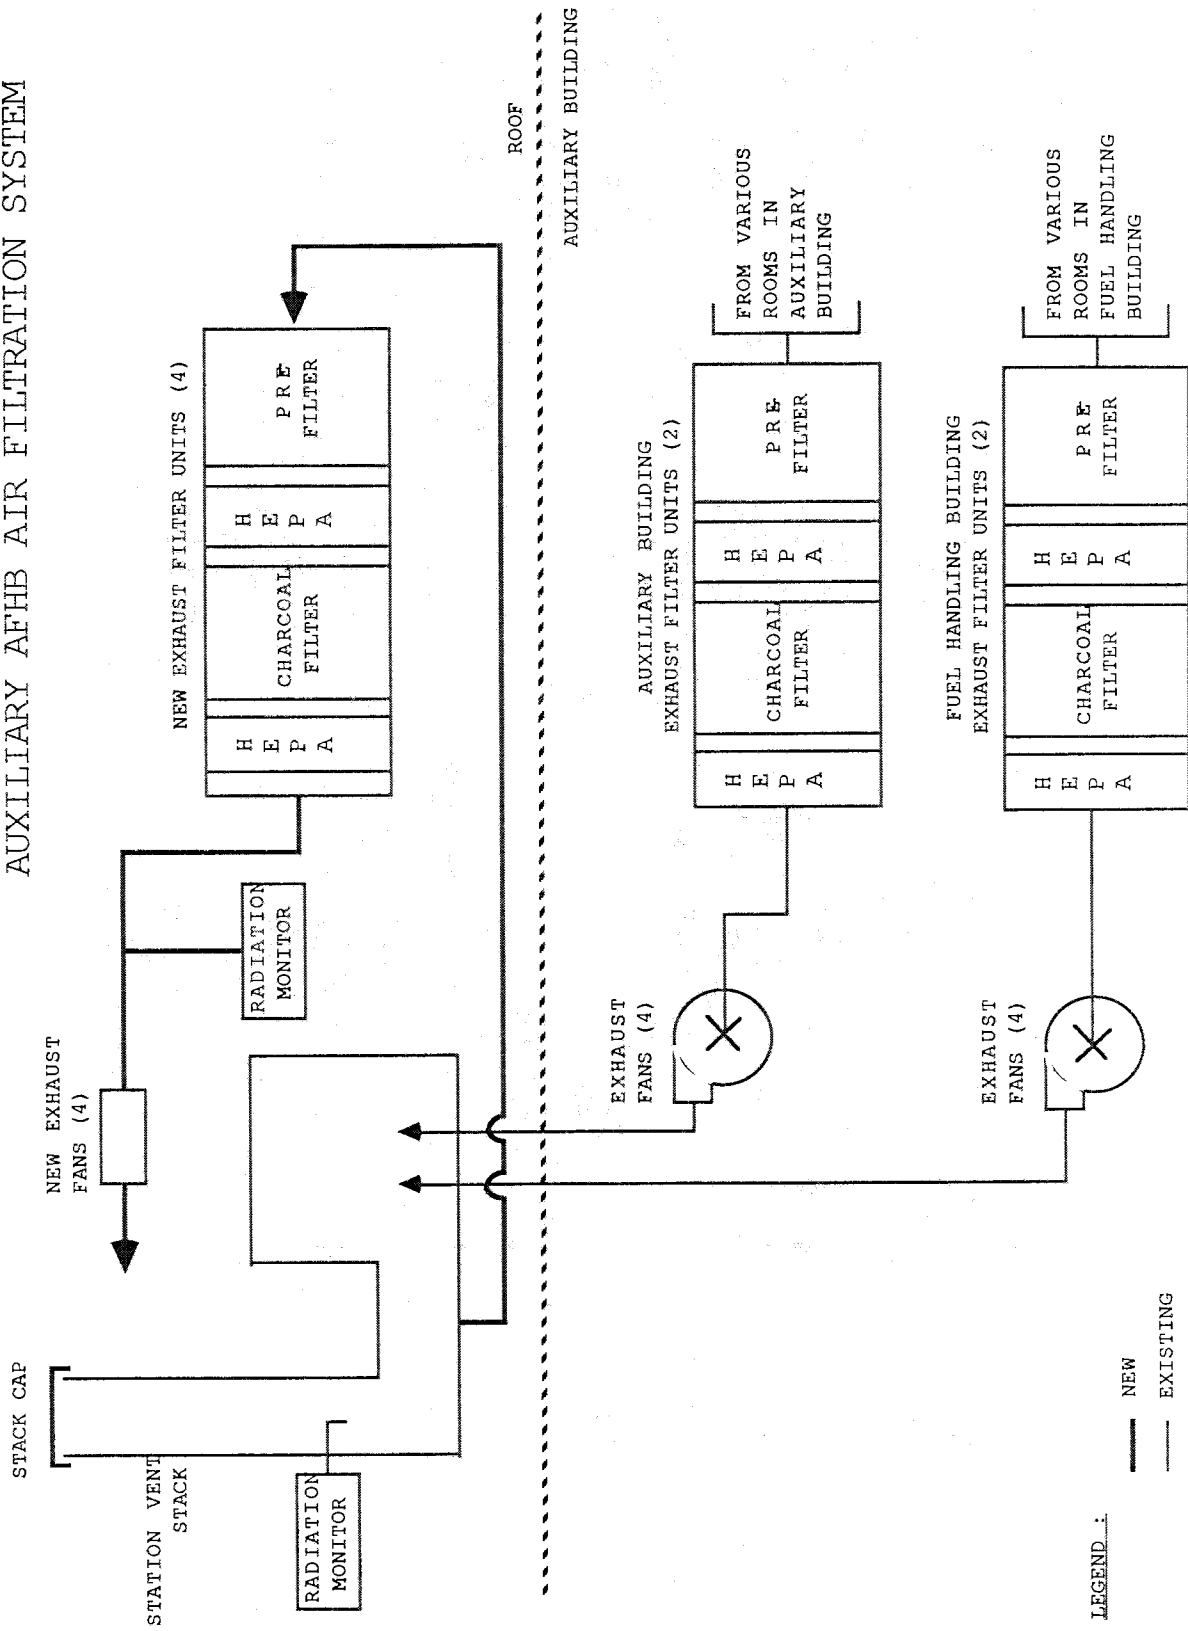 AUXILIARY AFHB AIR FILTRATION SYSTEM
STACK CAP
NEW EXHAUST
FANS (4)
STATION VENT
STACK
RADIATION
MONITOR
RADIATION
MONITOR
NEW EXHAUST FILTER UNITS (4)
HEPA
CHARCOAL
FILTER
HEPA
PRE
FILTER
ROOF
AUXILIARY BUILDING
EXHAUST
FANS (4)
AUXILIARY BUILDING
EXHAUST FILTER UNITS (2)
HEPA
CHARCOAL
FILTER
HEPA
PRE
FILTER
FROM VARIOUS
ROOMS IN
AUXILIARY
BUILDING
EXHAUST
FANS (4)
FUEL HANDLING BUILDING
EXHAUST FILTER UNITS (2)
HEPA
CHARCOAL
FILTER
HEPA
PRE
FILTER
FROM VARIOUS
ROOMS IN
FUEL HANDLING
BUILDING
LEGEND :
NEW
EXISTING